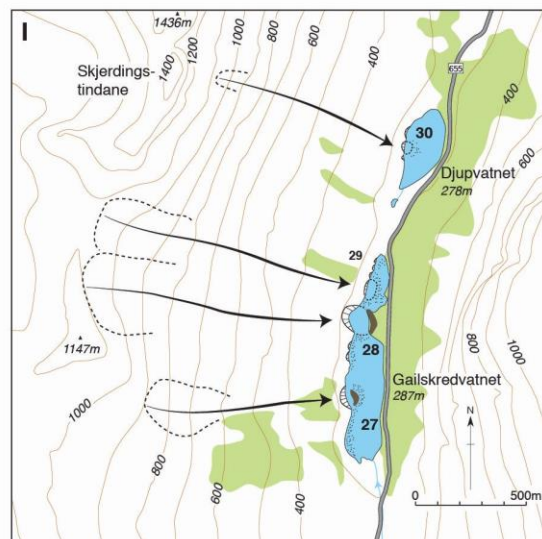 I
1436m
Skjerdings-
tindane
1400
1200
1000
800
600
400
655
400
600
30
Djupvatnet
278m
29
28
Gailskredvatnet
287m
27
1147m
1000
800
600
400
800
1000
N
0
500m